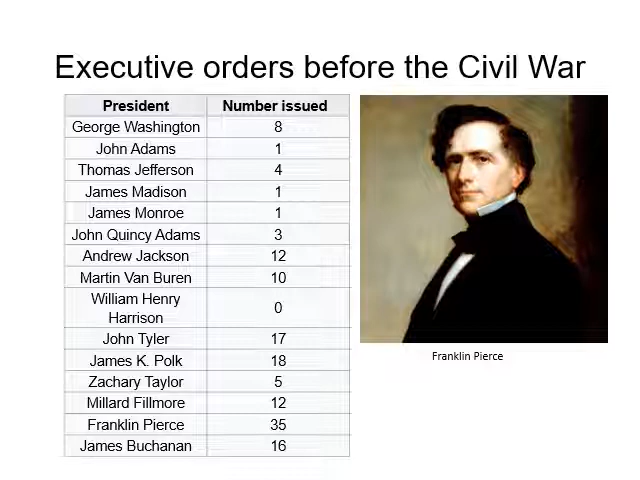 Executive orders before the Civil War
President Number issued
George Washington 8
John Adams 1
Thomas Jefferson 4
James Madison 1
James Monroe 1
John Quincy Adams 3
Andrew Jackson 12
Martin Van Buren 10
William Henry
Harrison 0
John Tyler 17
James K. Polk 18
Zachary Taylor 5
Millard Fillmore 12
Franklin Pierce 35
James Buchanan 16
Franklin Pierce